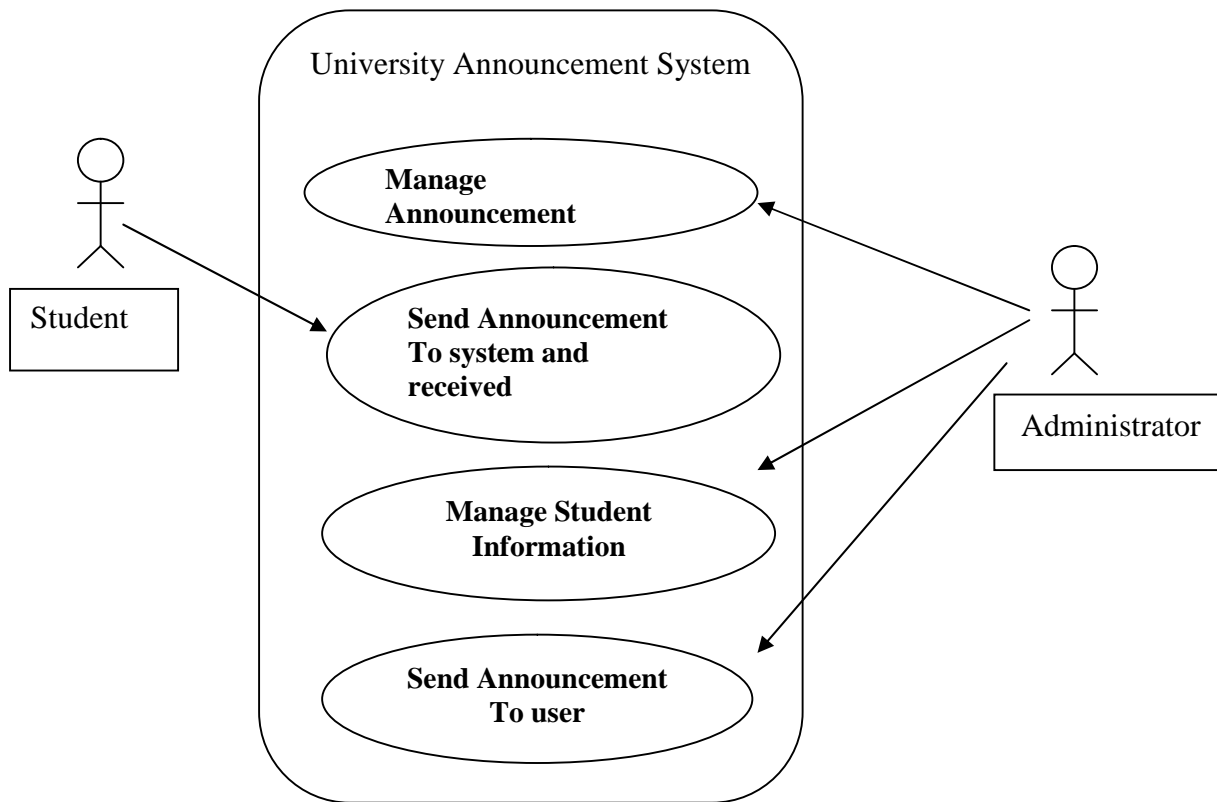 University Announcement System
Manage
Announcement
Student
Send Announcement
To system and
received
Administrator
Manage Student
Information
Send Announcement
To user